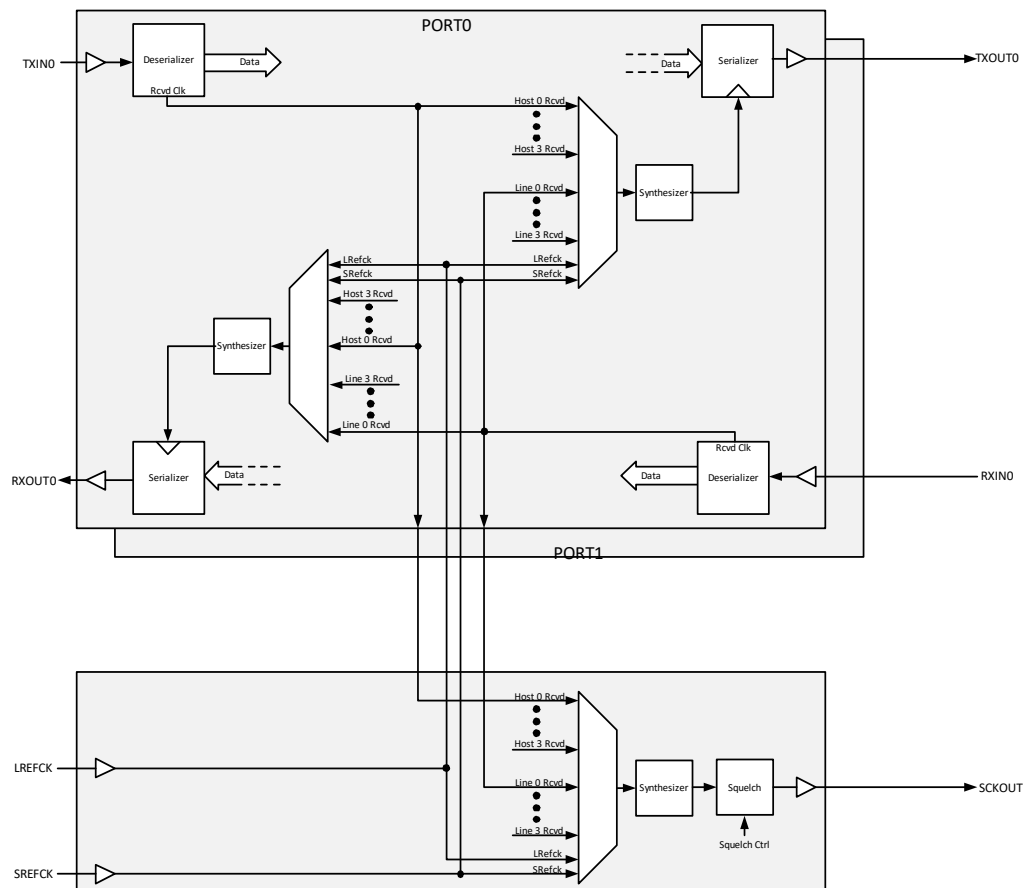 PORT0
TXIN0
Deserializer
Rcvd Clk
Data
Data
Serializer
TXOUT0
Host 0 Rcvd
Host 3 Rcvd
Line 0 Rcvd
Synthesizer
Line 3 Rcvd
LRefck
LRefck
SRefck
SRefck
Host 3 Rcvd
Synthesizer
Host 0 Rcvd
Line 3 Rcvd
Line 0 Rcvd
Rcvd Clk
RXOUT0
Serializer
Data
Data
Deserializer
RXIN0
PORT1
Host 0 Rcvd
Host 3 Rcvd
LREFCK
Line 0 Rcvd
Synthesizer
Squelch
SCKOUT
Line 3 Rcvd
Squelch Ctrl
LRefck
SREFCK
SRefck